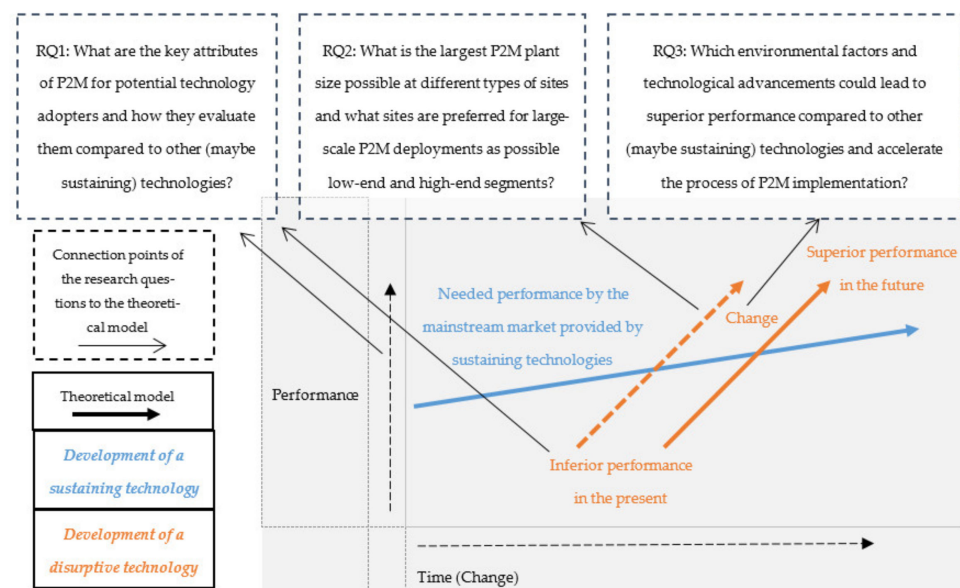 RQ1: What are the key attributes
of P2M for potential technology
adopters and how they evaluate
them compared to other (maybe
sustaining) technologies?
RQ2: What is the largest P2M plant
size possible at different types of sites
and what sites are preferred for large-
scale P2M deployments as possible
low-end and high-end segments?
RQ3: Which environmental factors and
technological advancements could lead to
superior performance compared to other
(maybe sustaining) technologies and accelerate
the process of P2M implementation?
Connection points of
the research ques-
tions to the theoreti-
cal model
Theoretical model
Development of a
sustaining technology
Development of a
disurptive technology
Performance
Needed performance by the
mainstream market provided by
sustaining technologies
Superior performance
in the future
Change
Inferior performance
in the present
Time (Change)